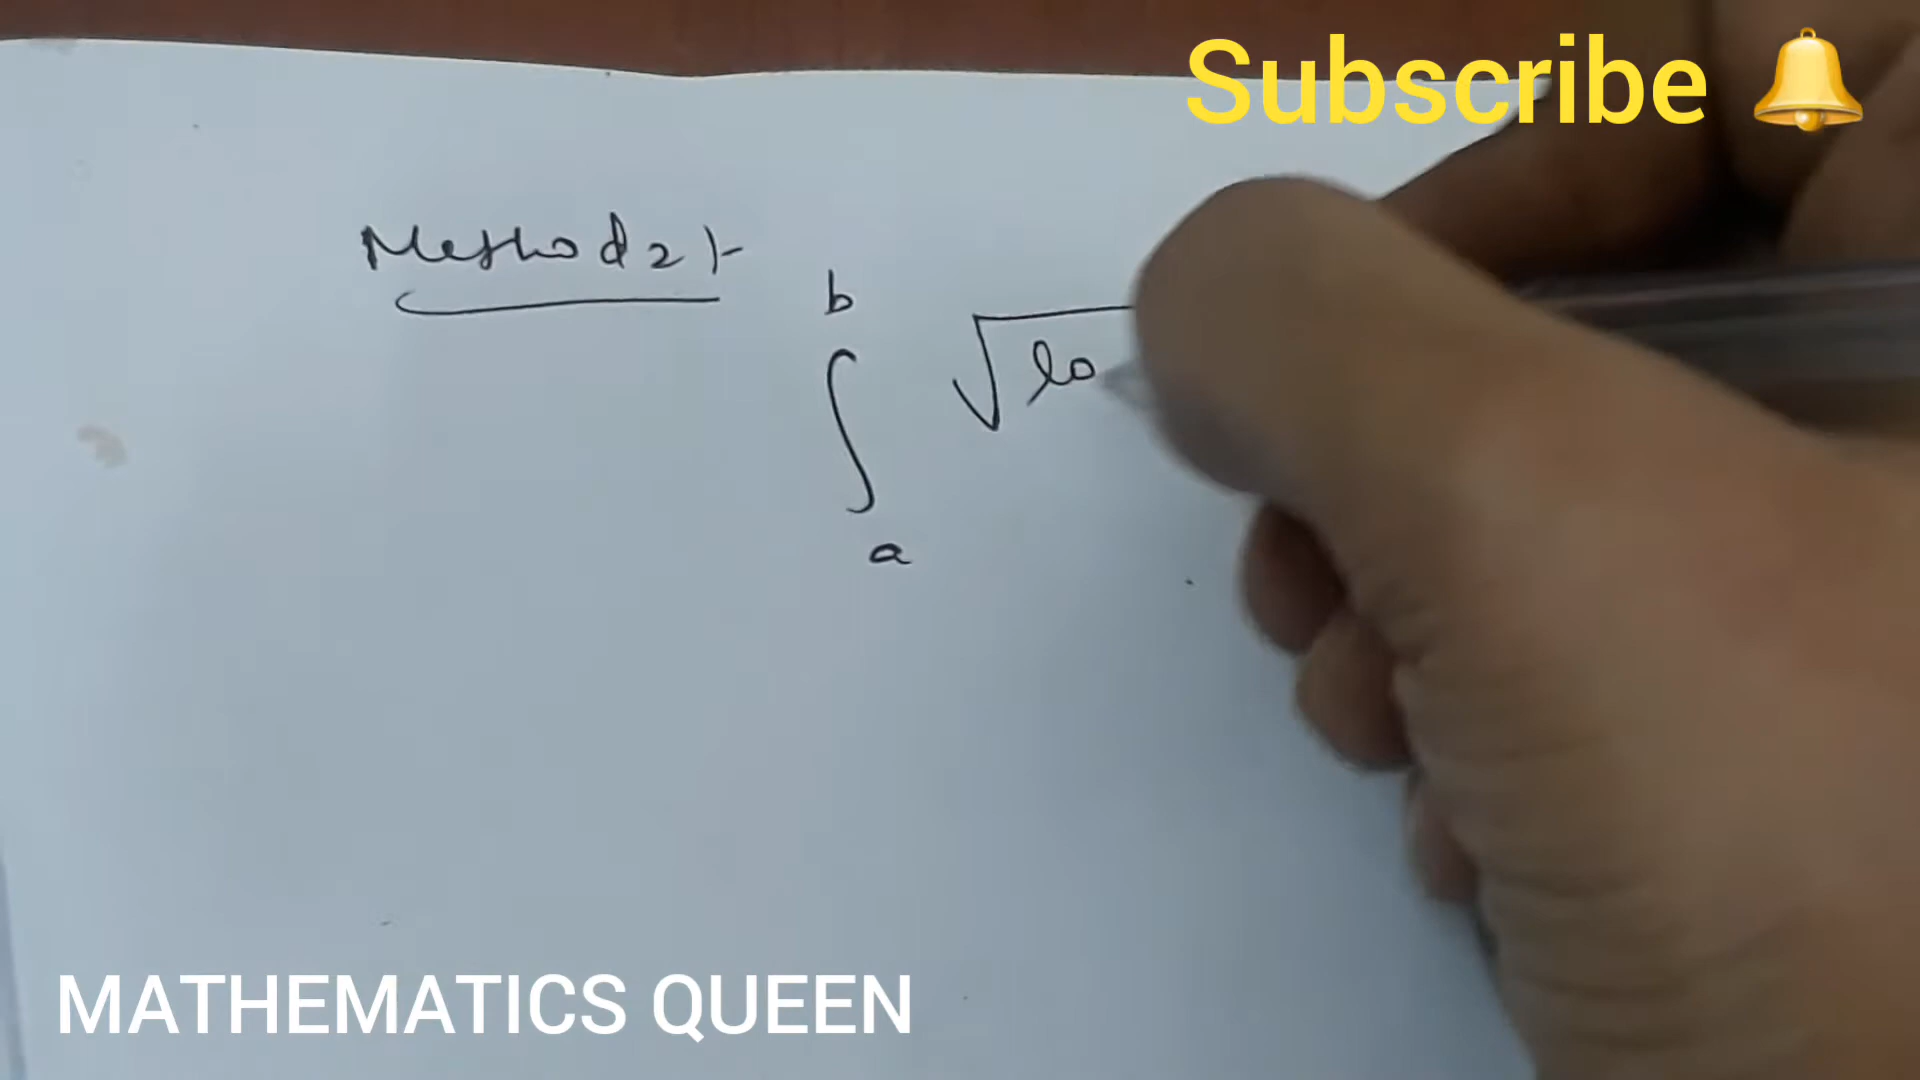 Subscribe 🔔
Method 2 :-
b
∫ √lo
a
MATHEMATICS QUEEN